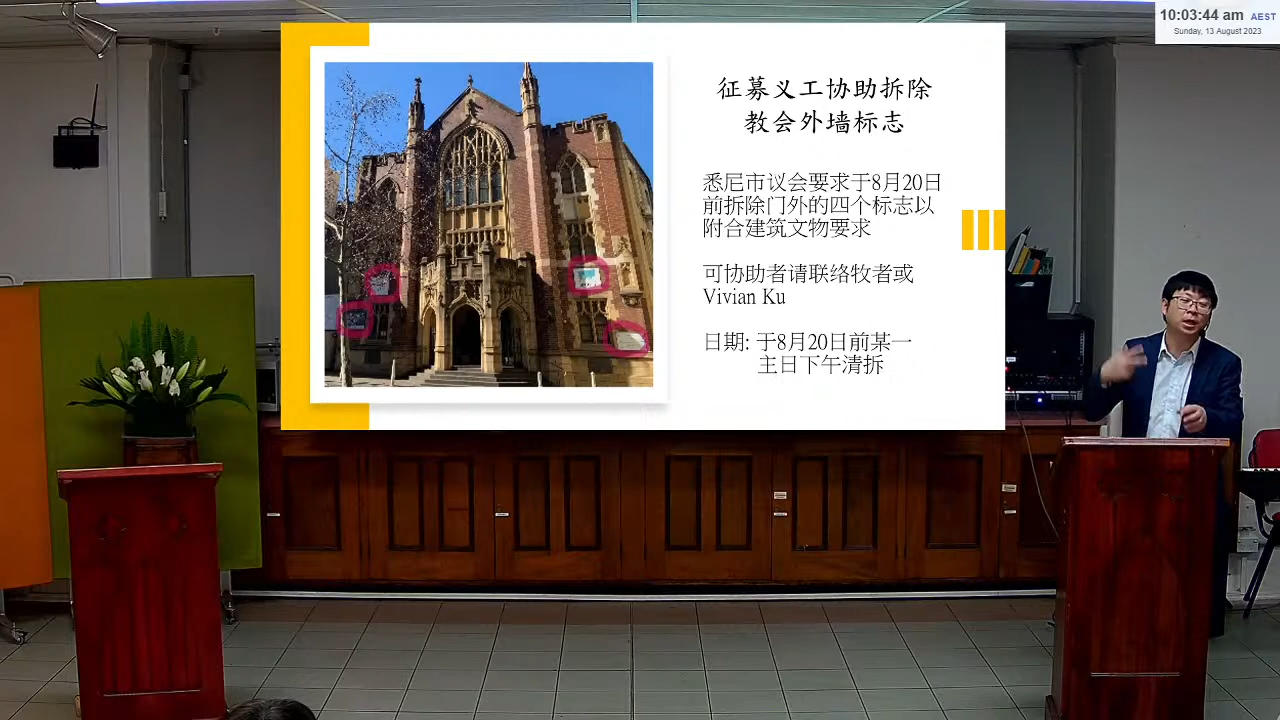 10:03:44 am AEST
Sunday, 13 August 2023
征募义工协助拆除
教会外墙标志
悉尼市议会要求于8月20日
前拆除门外的四个标志以
附合建筑文物要求
可协助者请联络牧者或
Vivian Ku
日期: 于8月20日前某一
主日下午清拆